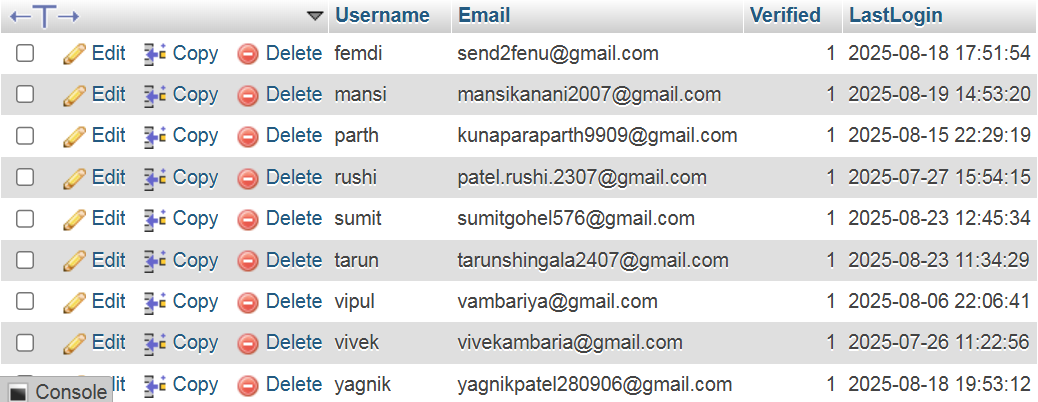 Username Email Verified LastLogin
Edit Copy Delete femdi send2fenu@gmail.com 1 2025-08-18 17:51:54
Edit Copy Delete mansi mansikanani2007@gmail.com 1 2025-08-19 14:53:20
Edit Copy Delete parth kunaparaparth9909@gmail.com 1 2025-08-15 22:29:19
Edit Copy Delete rushi patel.rushi.2307@gmail.com 1 2025-07-27 15:54:15
Edit Copy Delete sumit sumitgohel576@gmail.com 1 2025-08-23 12:45:34
Edit Copy Delete tarun tarunshingala2407@gmail.com 1 2025-08-23 11:34:29
Edit Copy Delete vipul vambariya@gmail.com 1 2025-08-06 22:06:41
Edit Copy Delete vivek vivekambaria@gmail.com 1 2025-07-26 11:22:56
Copy Delete yagnik yagnikpatel280906@gmail.com 1 2025-08-18 19:53:12
Console